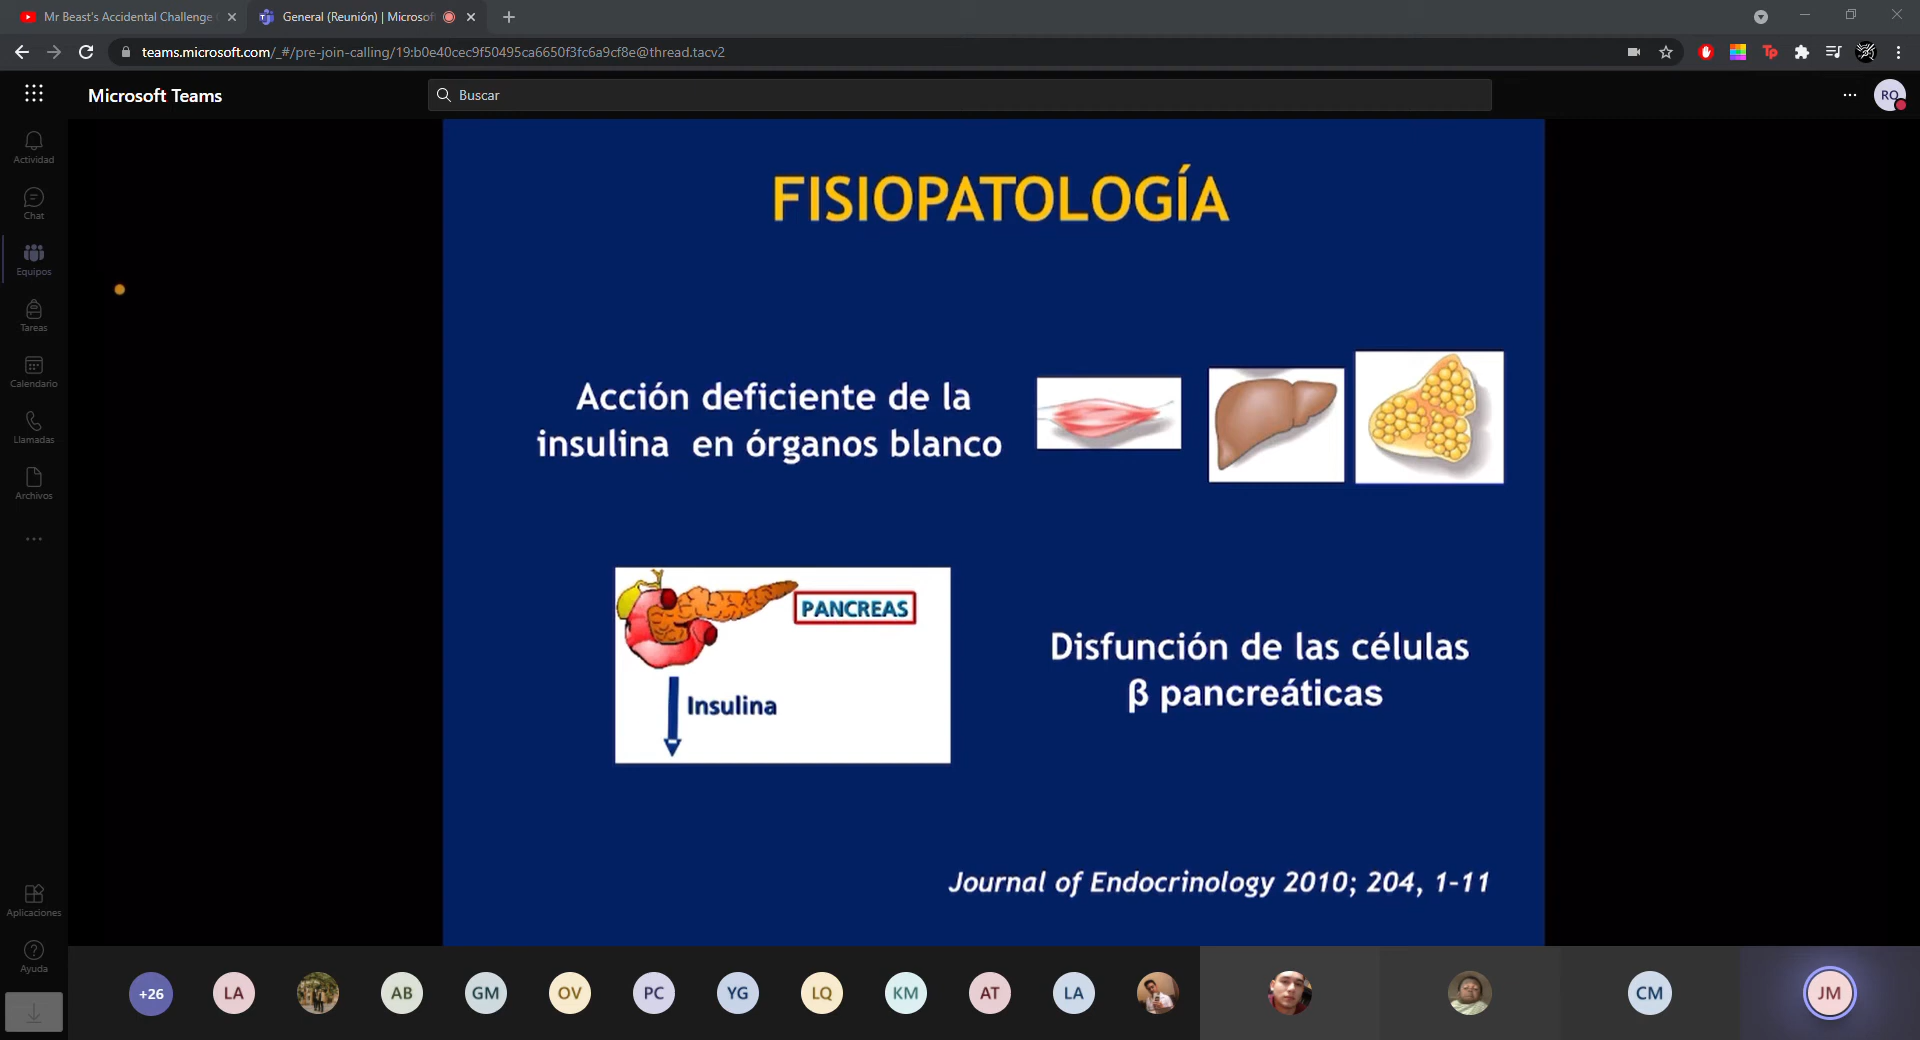 Mr Beast's Accidental Challenge
General (Reunión) | Microsof
teams.microsoft.com/_#/pre-join-calling/19:b0e40cec9f50495ca6650f3fc6a9cf8e@thread.tacv2
Tp
Microsoft Teams
Buscar
RO
Actividad
Chat
Equipos
Tareas
Calendario
Llamadas
Archivos
Aplicaciones
Ayuda
FISIOPATOLOGÍA
Acción deficiente de la
insulina en órganos blanco
PANCREAS
Insulina
Disfunción de las células
β pancreáticas
Journal of Endocrinology 2010; 204, 1-11
+26 LA AB GM OV PC YG LQ KM AT LA CM JM